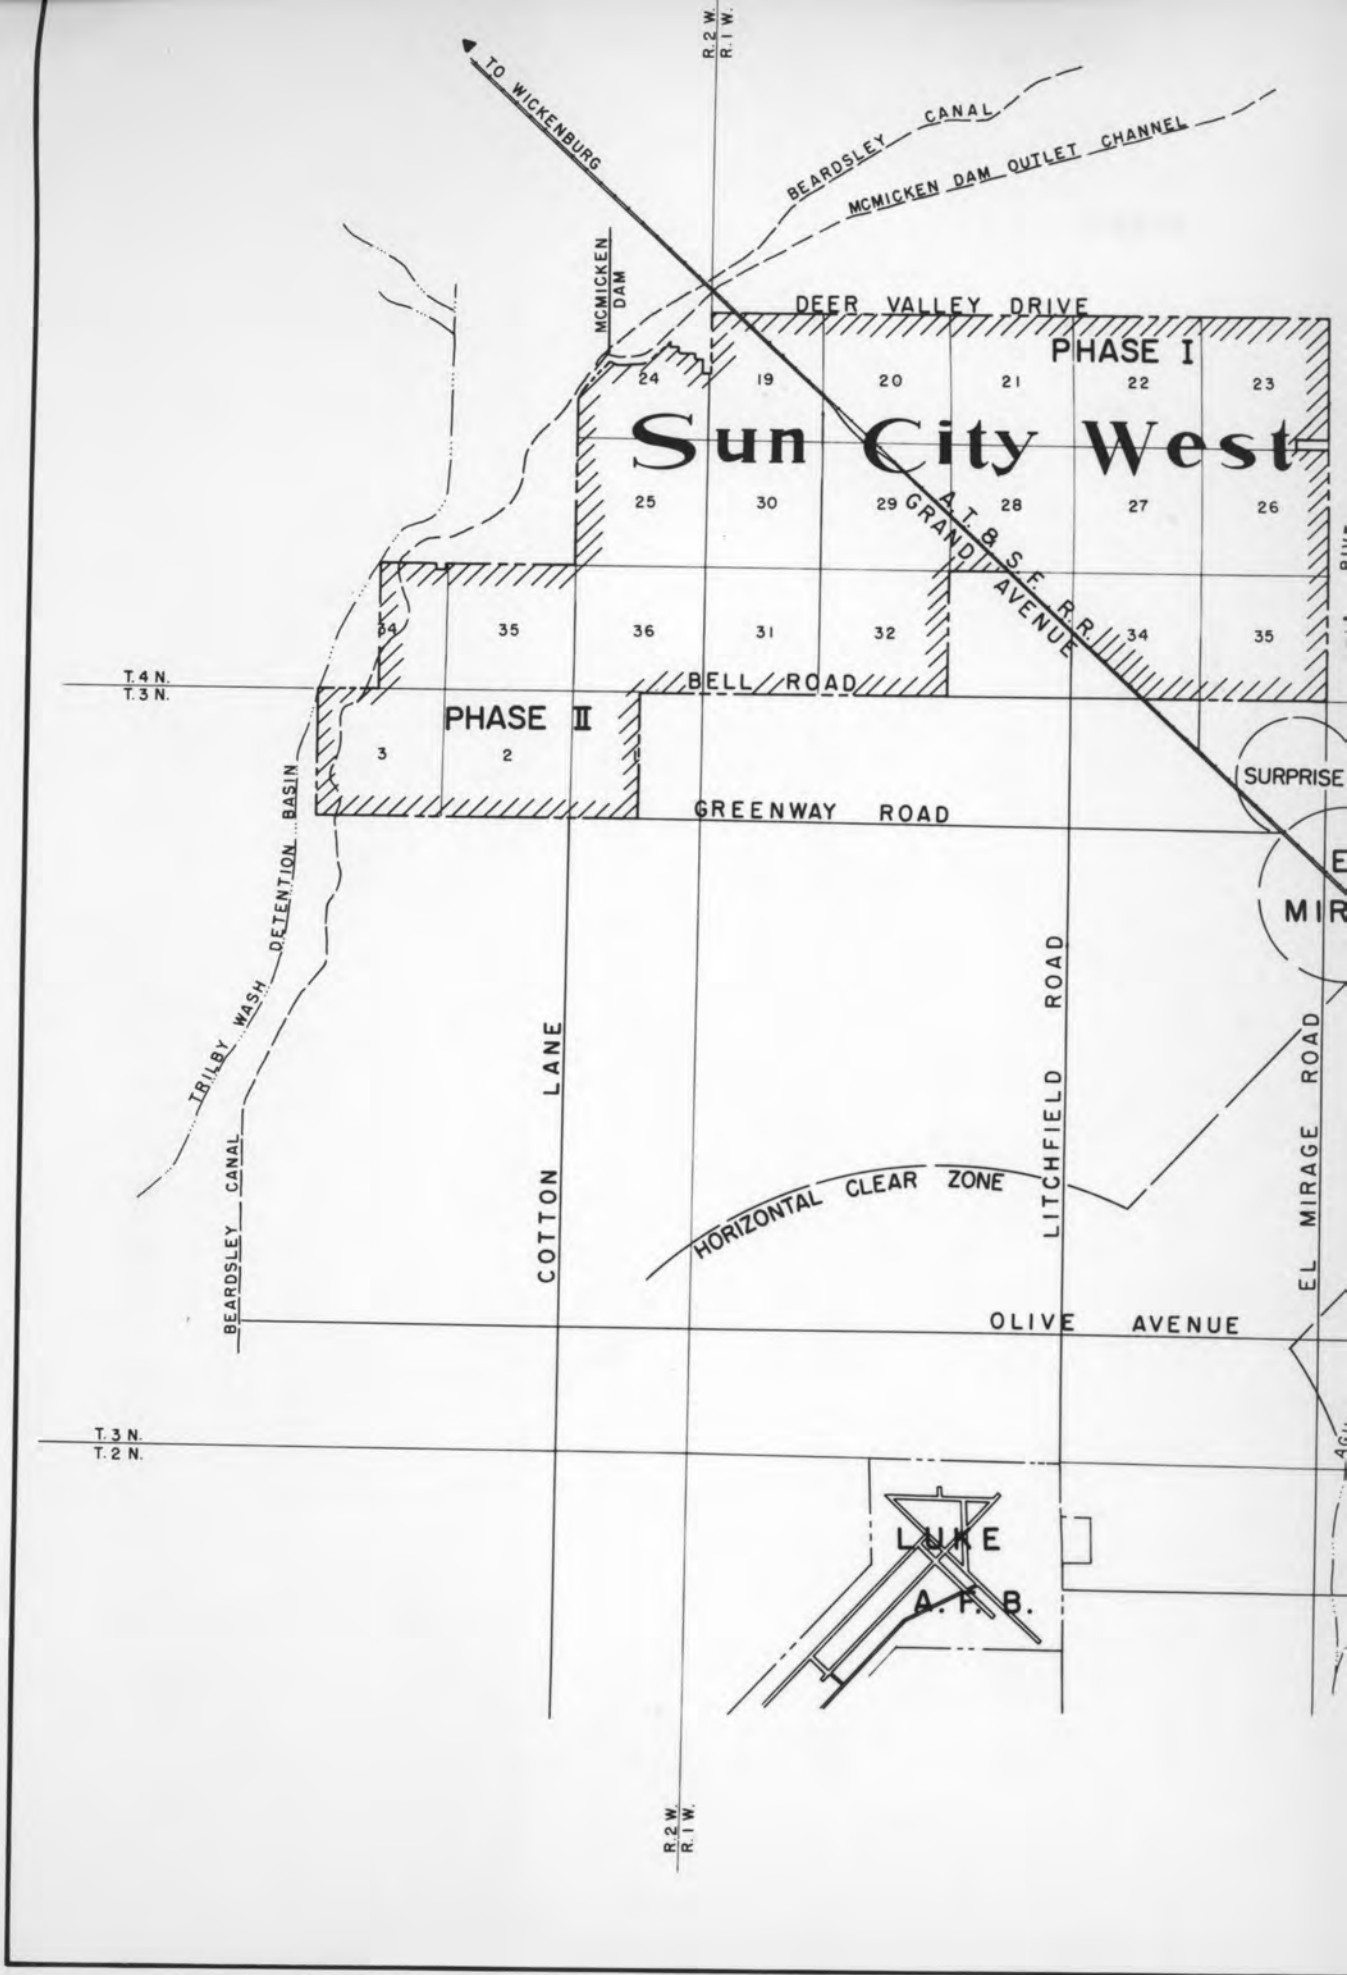 R. 2 W.
R. 1 W.
TO WICKENBURG
BEARDSLEY CANAL
MCMICKEN DAM OUTLET CHANNEL
MCMICKEN
DAM
DEER VALLEY DRIVE
PHASE I
24 19 20 21 22 23
Sun City West
25 30 29 28 27 26
A. T. & S. F. R. R.
GRAND AVENUE
34 35 36 31 32 34 35
T. 4 N.
T. 3 N.
BELL ROAD
PHASE II
3 2 1
SURPRISE
GREENWAY ROAD
E
MIR
TRILBY WASH DETENTION BASIN
BEARDSLEY CANAL
COTTON LANE
LITCHFIELD ROAD
EL MIRAGE ROAD
HORIZONTAL CLEAR ZONE
OLIVE AVENUE
T. 3 N.
T. 2 N.
LUKE
A. F. B.
R. 2 W.
R. 1 W.